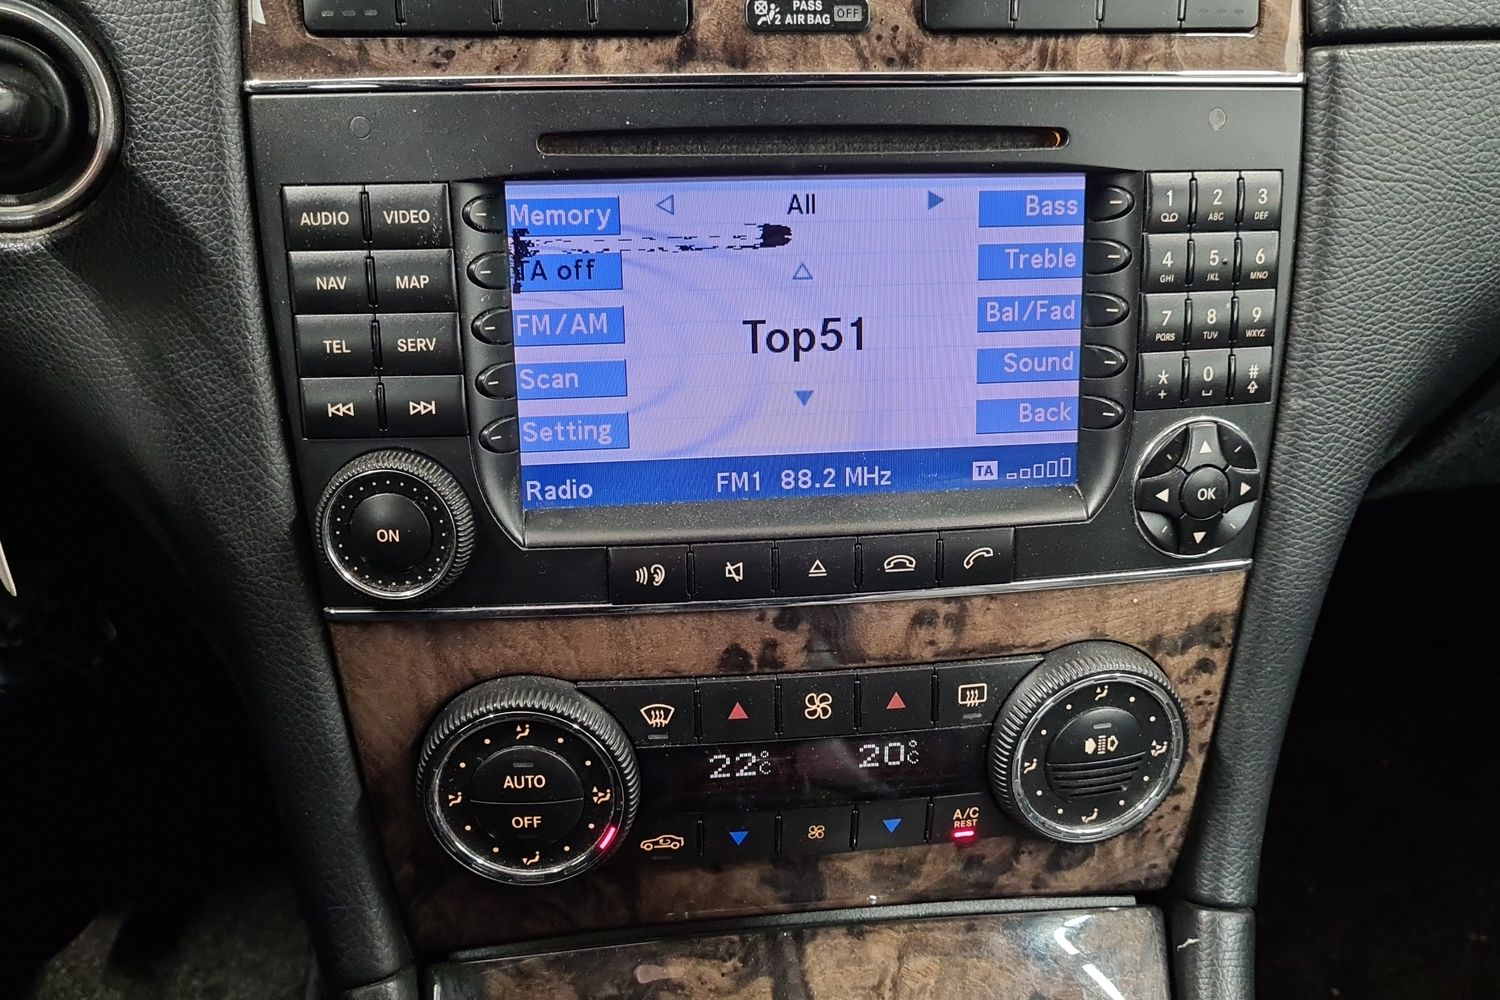 PASS
2 AIR BAG OFF
AUDIO VIDEO
NAV MAP
TEL SERV
ON
Memory
TA off
FM/AM
Scan
Setting
All
Top51
Bass
Treble
Bal/Fad
Sound
Back
Radio FM1 88.2 MHz TA
1 2 ABC 3 DEF
4 GHI 5 JKL 6 MNO
7 PQRS 8 TUV 9 WXYZ
* + 0 #
OK
22°C 20°C
AUTO
OFF
A/C
REST